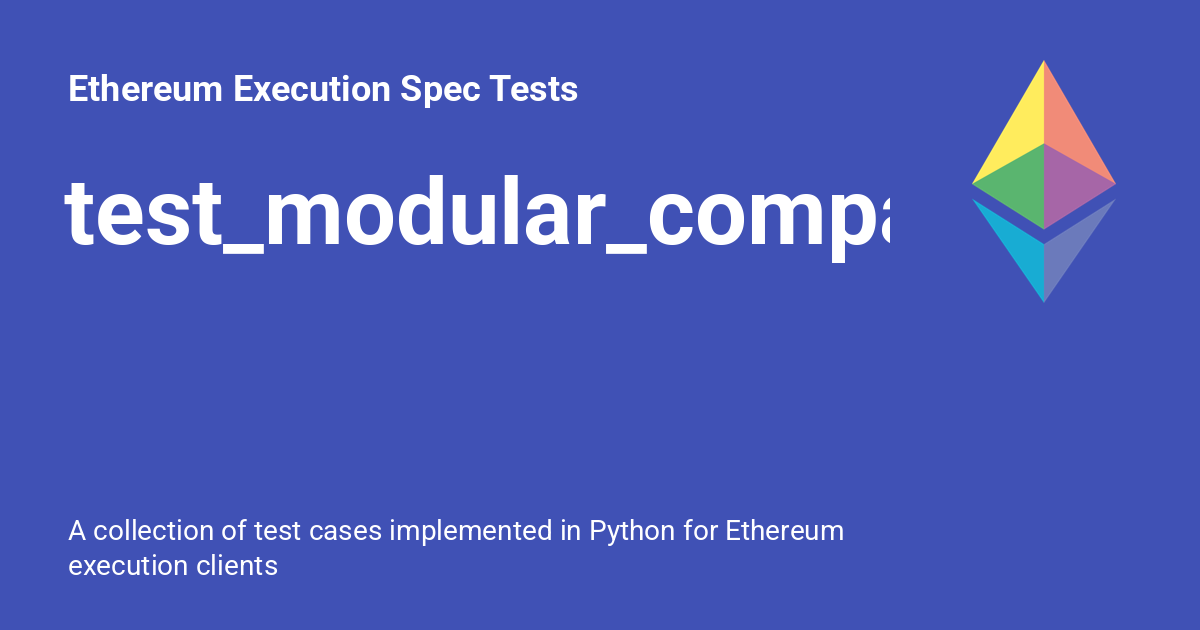 Ethereum Execution Spec Tests
test_modular_compa
A collection of test cases implemented in Python for Ethereum
execution clients